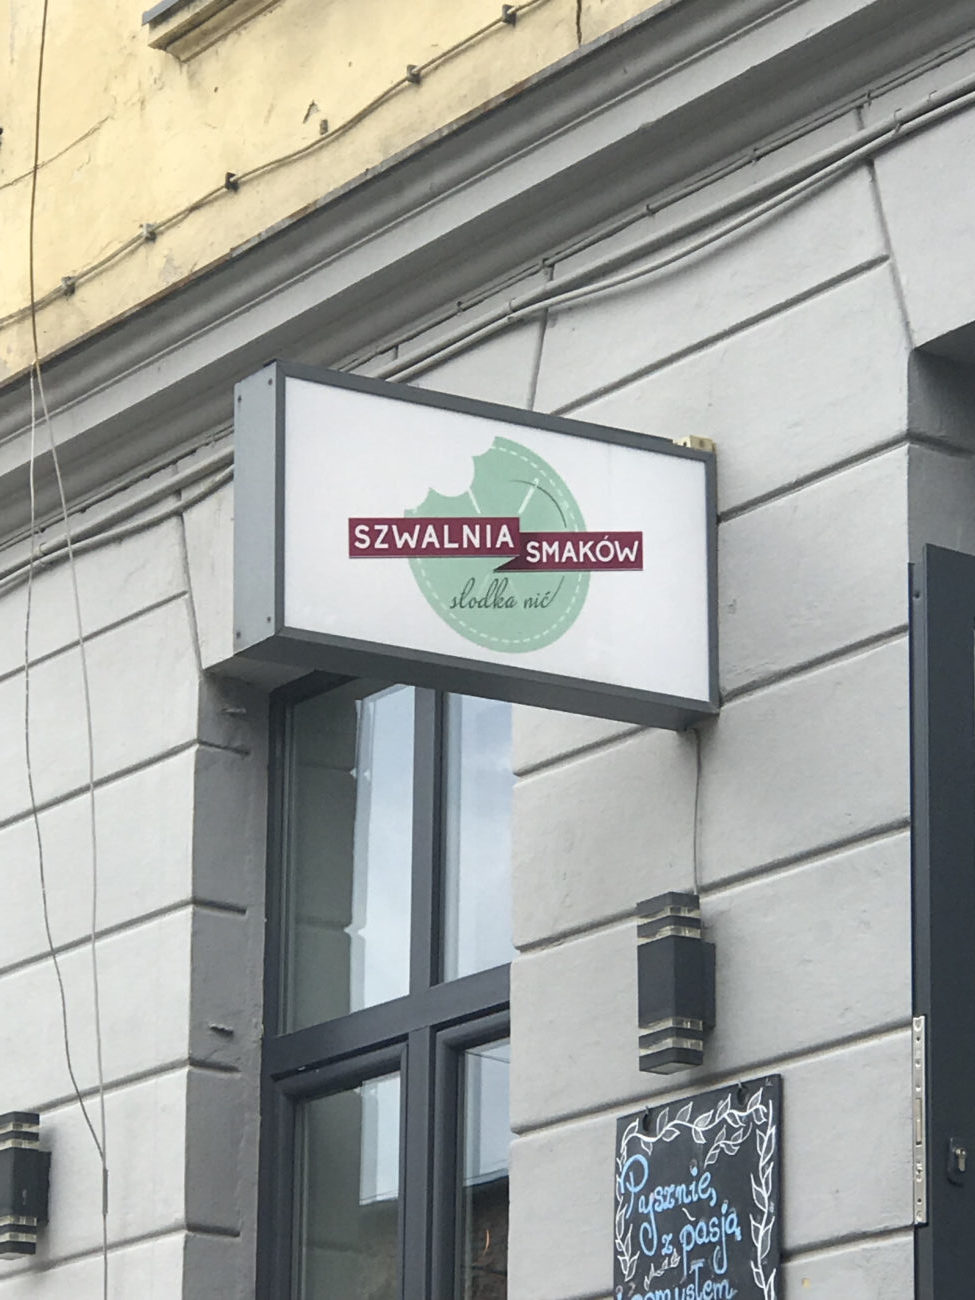 SZWALNIA
SMAKÓW
słodka nić
Pysznie,
z pasją